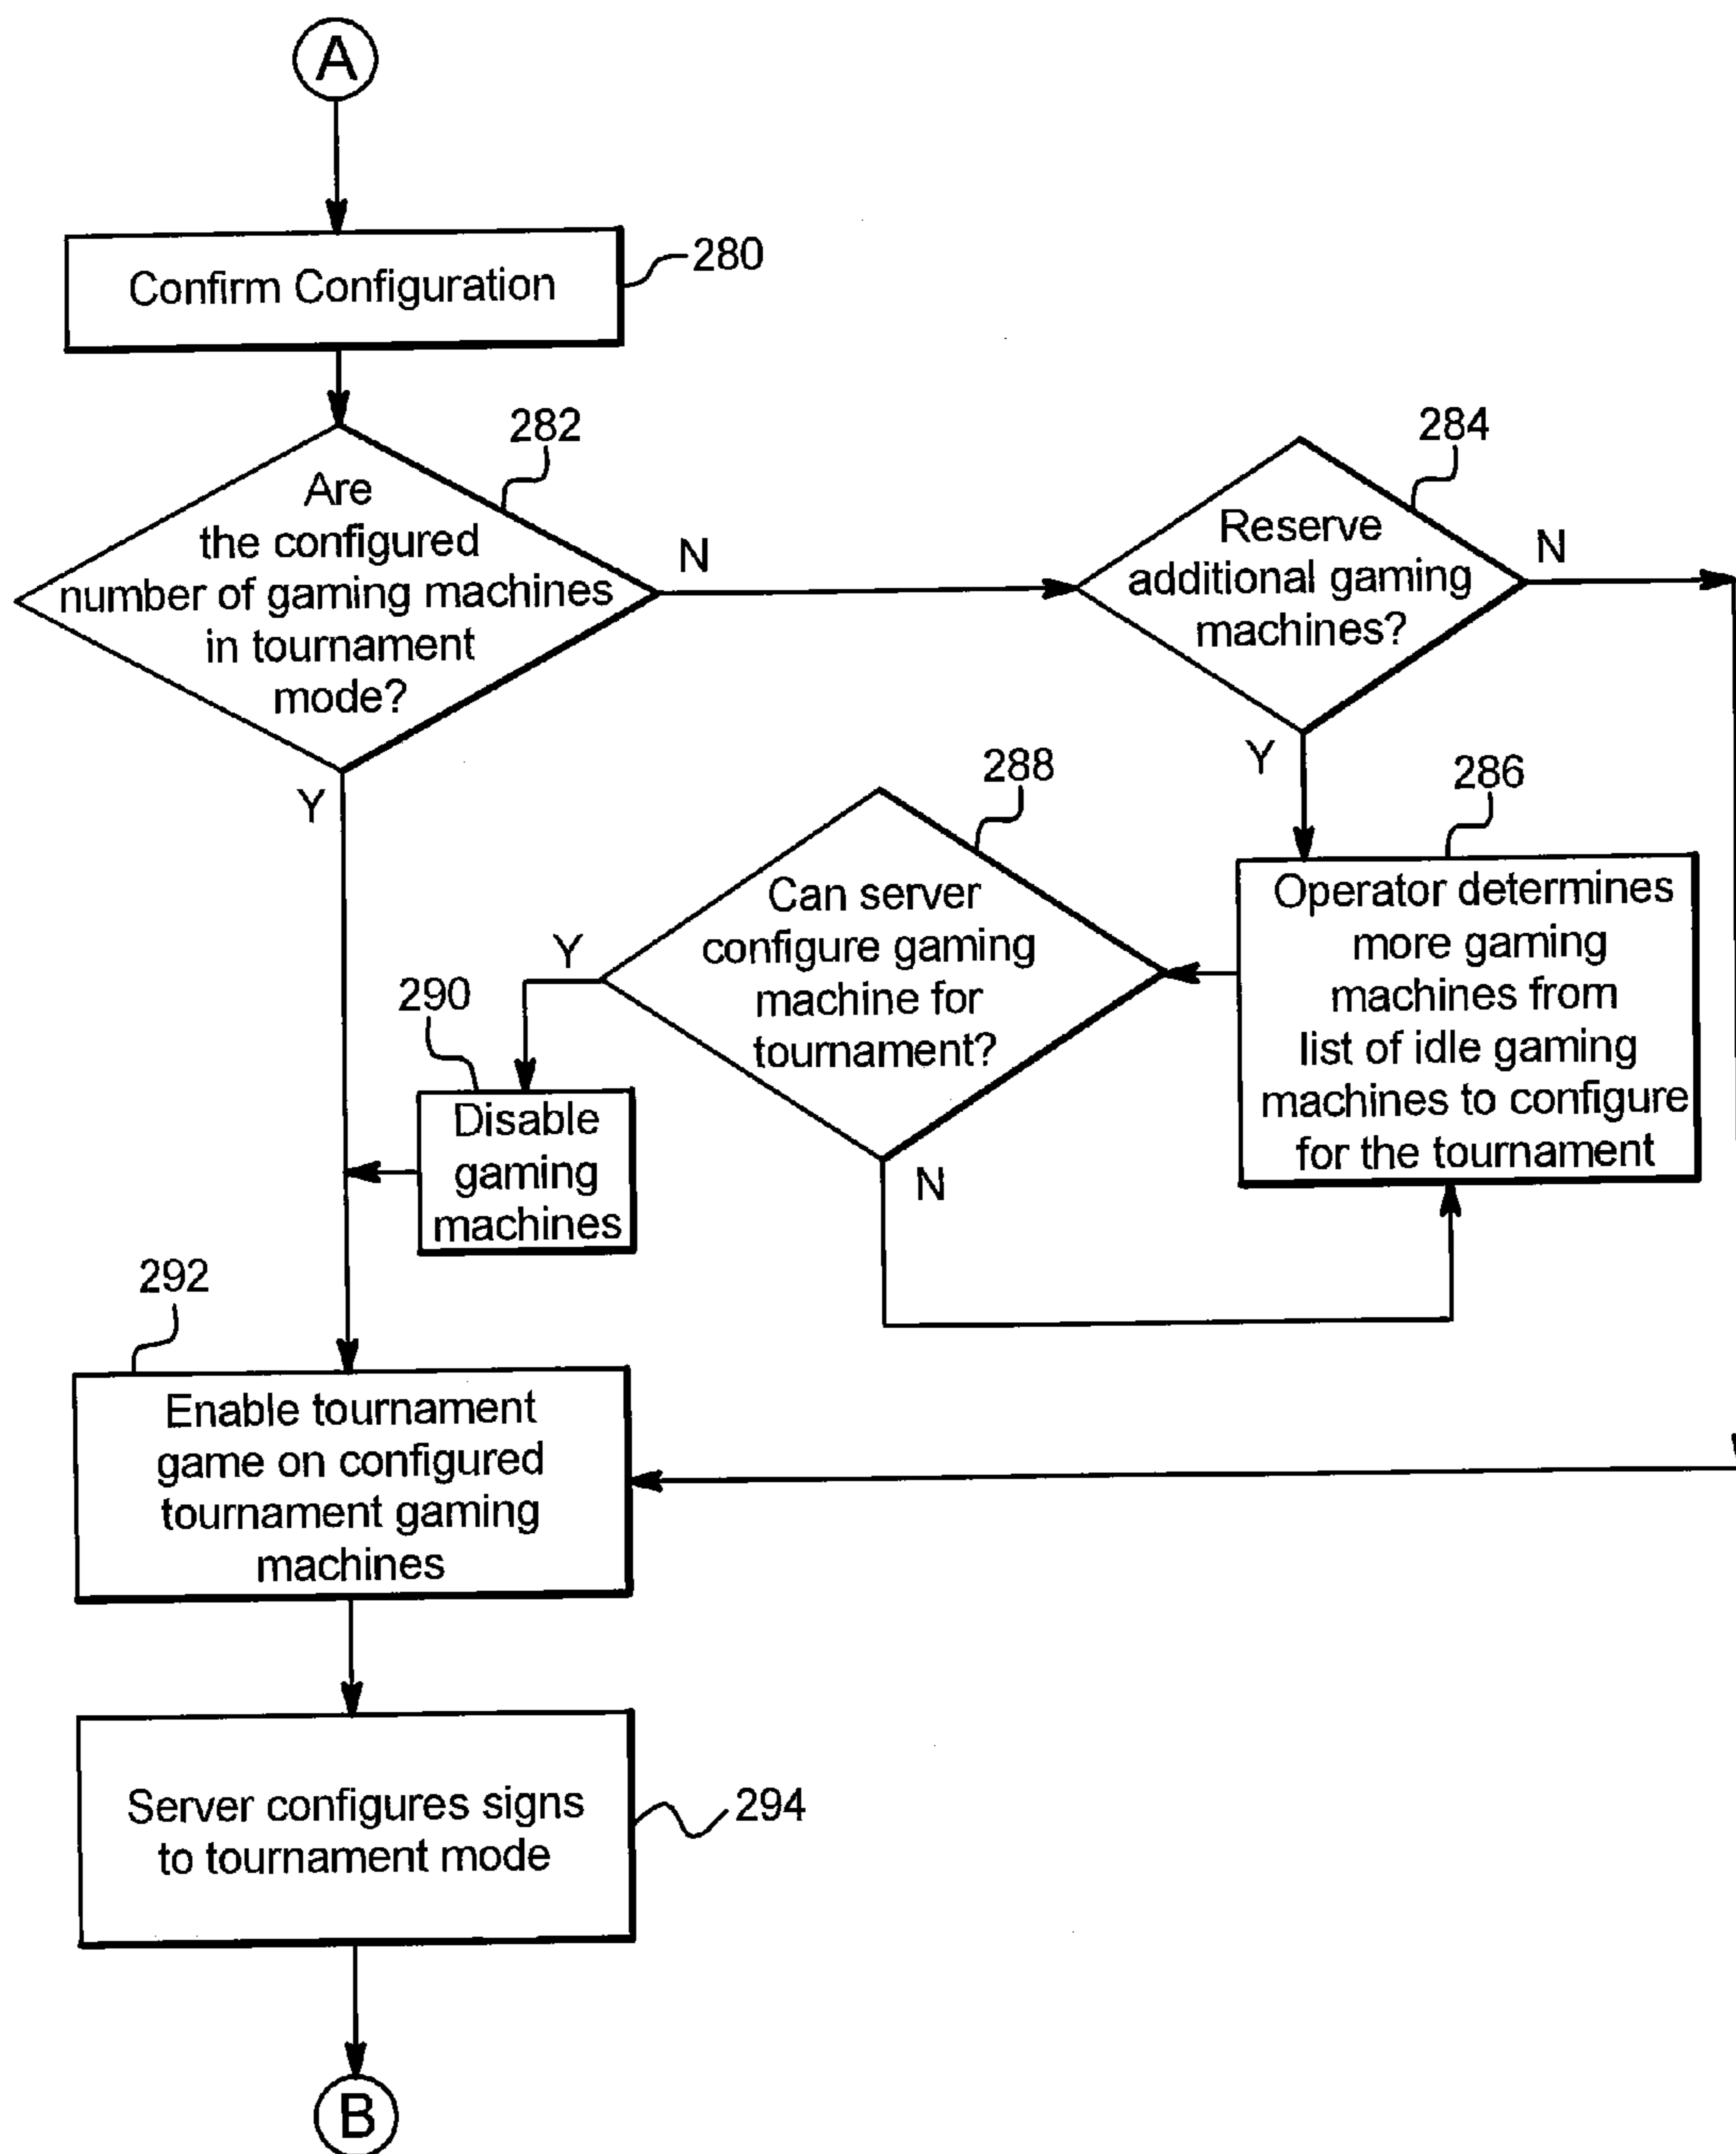 A
Confirm Configuration
280
282
Are
the configured
number of gaming machines
in tournament
mode?
N
Y
284
Reserve
additional gaming
machines?
N
Y
286
Operator determines
more gaming
machines from
list of idle gaming
machines to configure
for the tournament
288
Can server
configure gaming
machine for
tournament?
Y
N
290
Disable
gaming
machines
292
Enable tournament
game on configured
tournament gaming
machines
Server configures signs
to tournament mode
294
B